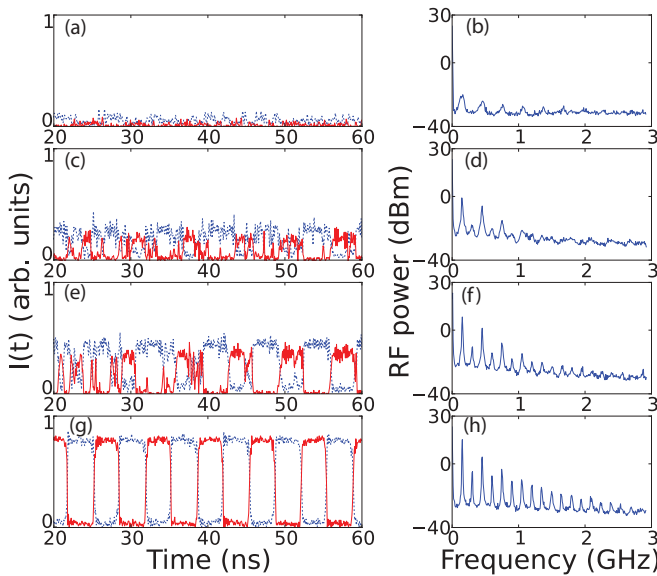 1 (a) 30 (b)
0
0 −40
20 30 40 50 60 0 1 2 3
1 (c) 30 (d)
0
0 −40
20 30 40 50 60 0 1 2 3
1 (e) 30 (f)
0
0 −40
20 30 40 50 60 0 1 2 3
1 (g) 30 (h)
0
0 −40
20 30 40 50 60 0 1 2 3
I(t) (arb. units)
RF power (dBm)
Time (ns) Frequency (GHz)